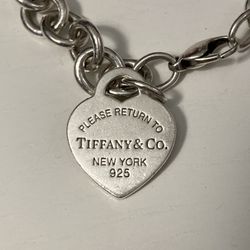 PLEASE RETURN TO
TIFFANY & CO.
NEW YORK
925